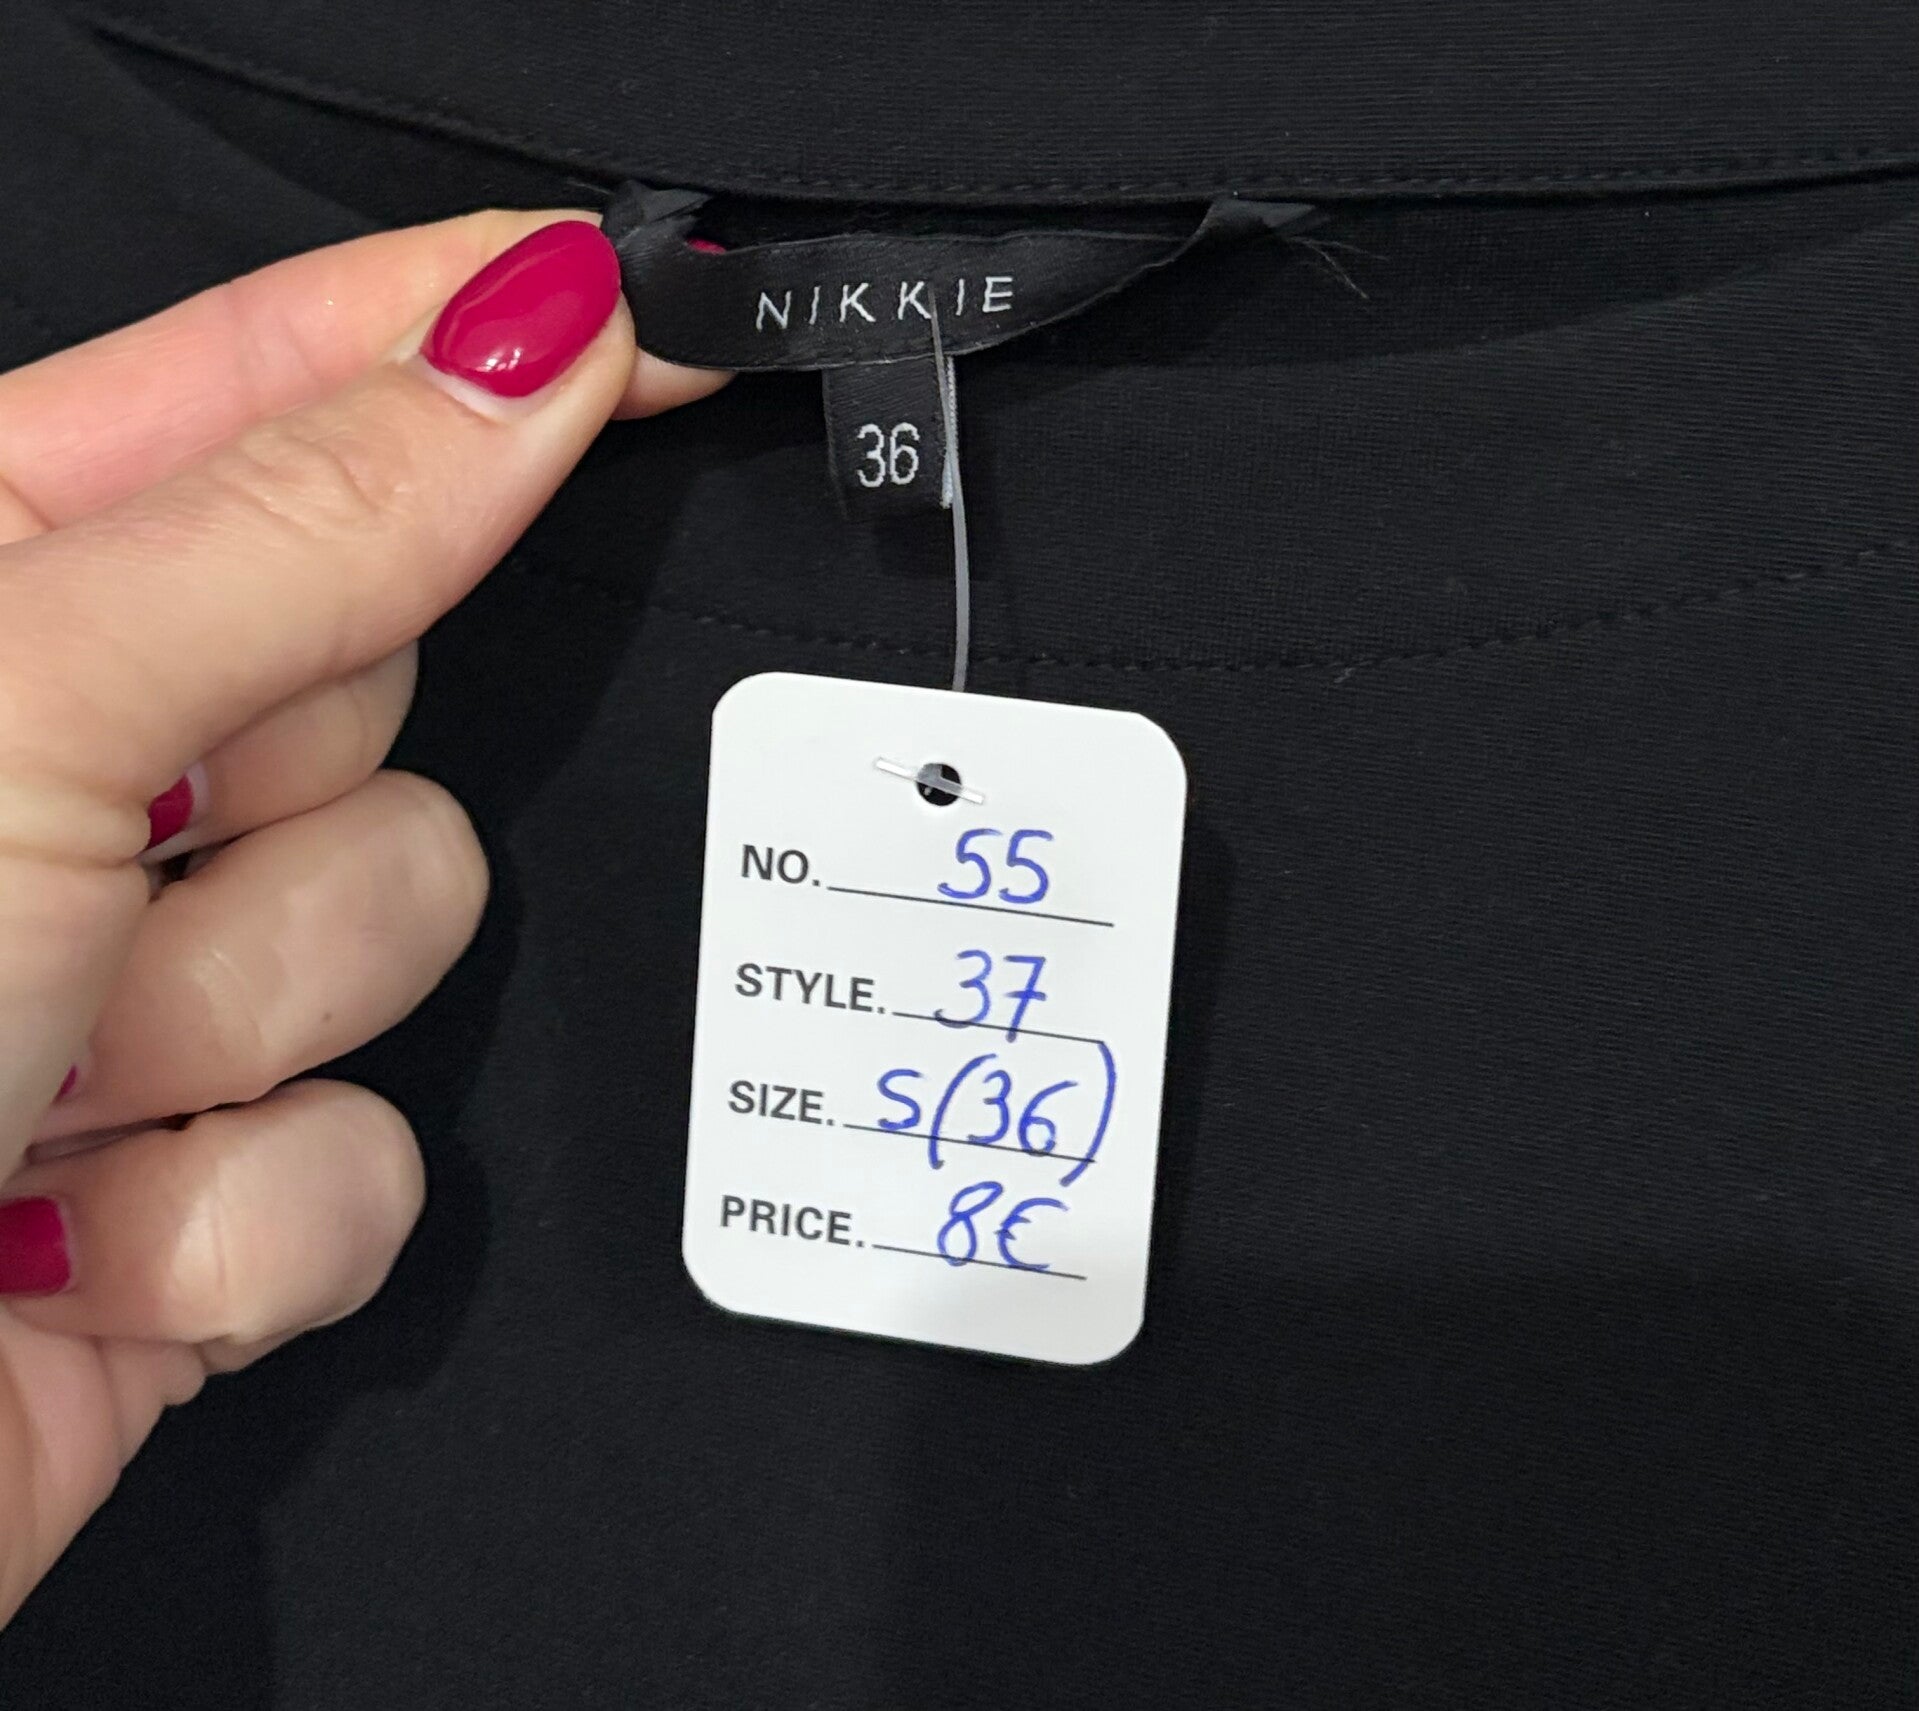 NIKKIE
36
NO. 55
STYLE. 37
SIZE. S(36)
PRICE. 8€